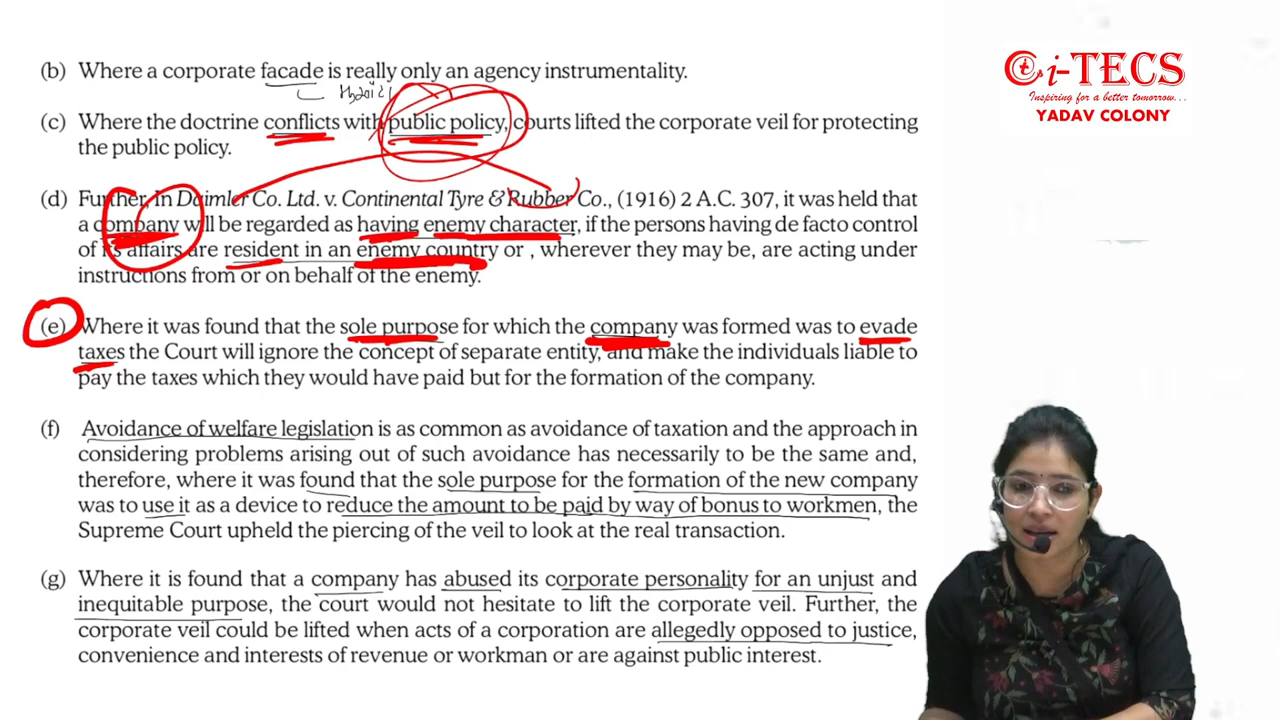 (b) Where a corporate facade is really only an agency instrumentality.
(c) Where the doctrine conflicts with public policy, courts lifted the corporate veil for protecting
the public policy.
(d) Further, In Daimler Co. Ltd. v. Continental Tyre & Rubber Co., (1916) 2 A.C. 307, it was held that
a company will be regarded as having enemy character, if the persons having de facto control
of its affairs are resident in an enemy country or , wherever they may be, are acting under
instructions from or on behalf of the enemy.
(e) Where it was found that the sole purpose for which the company was formed was to evade
taxes the Court will ignore the concept of separate entity, and make the individuals liable to
pay the taxes which they would have paid but for the formation of the company.
(f) Avoidance of welfare legislation is as common as avoidance of taxation and the approach in
considering problems arising out of such avoidance has necessarily to be the same and,
therefore, where it was found that the sole purpose for the formation of the new company
was to use it as a device to reduce the amount to be paid by way of bonus to workmen, the
Supreme Court upheld the piercing of the veil to look at the real transaction.
(g) Where it is found that a company has abused its corporate personality for an unjust and
inequitable purpose, the court would not hesitate to lift the corporate veil. Further, the
corporate veil could be lifted when acts of a corporation are allegedly opposed to justice,
convenience and interests of revenue or workman or are against public interest.
i-TECS
Inspiring for a better tomorrow...
YADAV COLONY